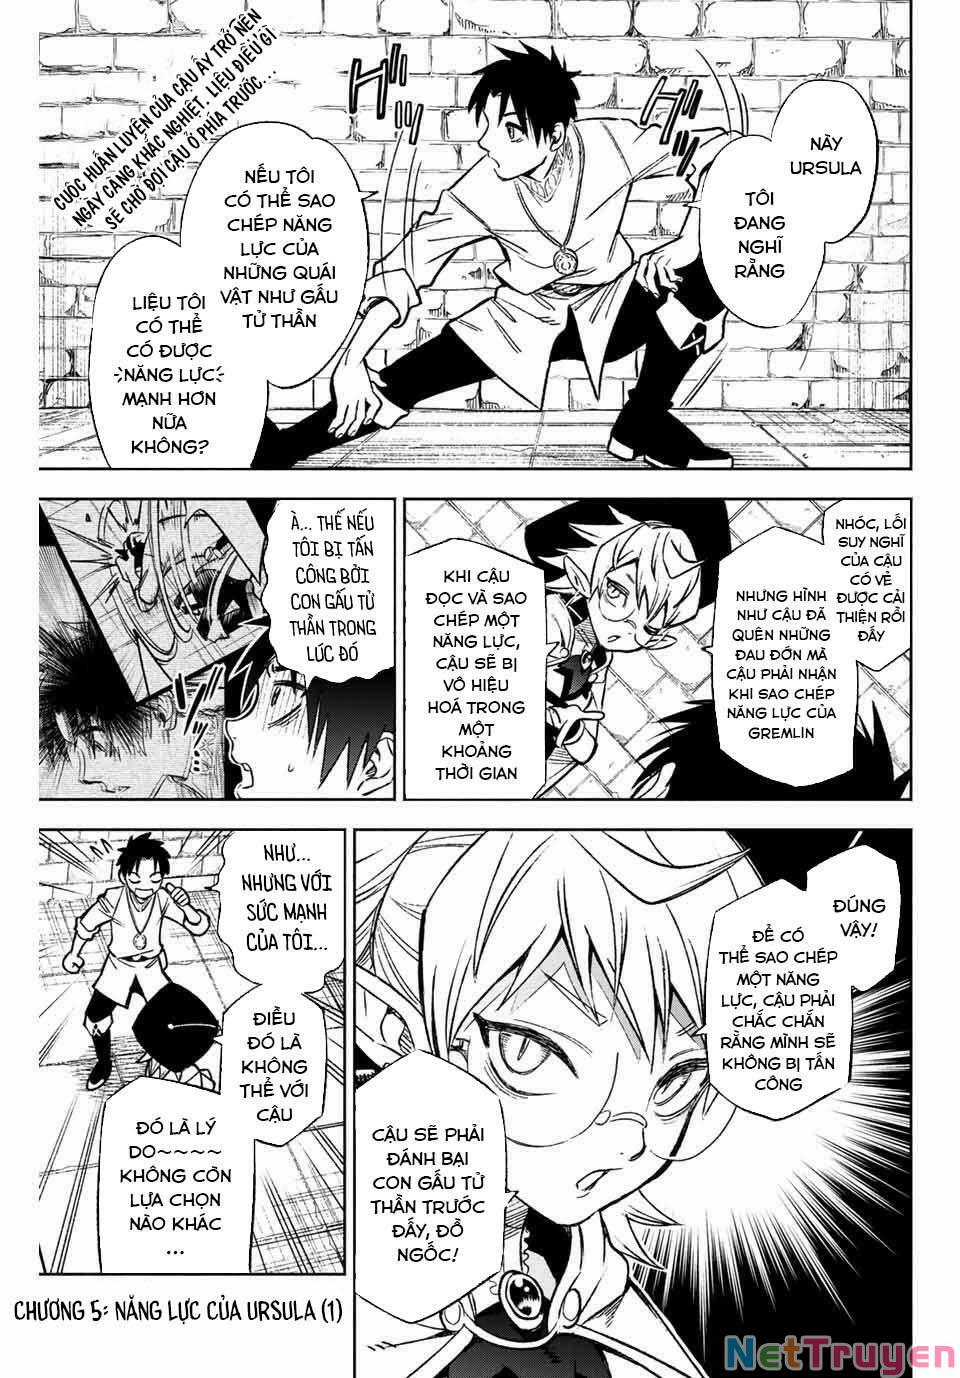 CUỘC HUẤN LUYỆN CỦA CẬU ẤY TRỞ NÊN
NGÀY CÀNG KHẮC NGHIỆT. LIỆU ĐIỀU GÌ
SẼ CHỜ ĐỢI CẬU Ở PHÍA TRƯỚC...
NÀY
URSULA
TÔI
ĐANG
NGHĨ
RẰNG
NẾU TÔI
CÓ THỂ SAO
CHÉP NĂNG
LỰC CỦA
NHỮNG QUÁI
VẬT NHƯ GẤU
TỬ THẦN
LIỆU TÔI
CÓ THỂ
CÓ ĐƯỢC
NĂNG LỰC
MẠNH HƠN
NỮA
KHÔNG?
NHÓC, LỐI
SUY NGHĨ
CỦA CẬU
CÓ VẺ
ĐƯỢC CẢI
THIỆN RỒI
ĐẤY
NHƯNG HÌNH
NHƯ CẬU ĐÃ
QUÊN NHỮNG
ĐAU ĐỚN MÀ
CẬU PHẢI NHẬN
KHI SAO CHÉP
NĂNG LỰC CỦA
GREMLIN
KHI CẬU
ĐỌC VÀ SAO
CHÉP MỘT
NĂNG LỰC,
CẬU SẼ BỊ
VÔ HIỆU
HOÁ TRONG
MỘT
KHOẢNG
THỜI GIAN
À... THẾ NẾU
TÔI BỊ TẤN
CÔNG BỞI
CON GẤU TỬ
THẦN TRONG
LÚC ĐÓ
ĐÚNG
VẬY!
ĐỂ CÓ
THỂ SAO CHÉP
MỘT NĂNG
LỰC, CẬU PHẢI
CHẮC CHẮN
RẰNG MÌNH SẼ
KHÔNG BỊ TẤN
CÔNG
CẬU SẼ PHẢI
ĐÁNH BẠI
CON GẤU TỬ
THẦN TRƯỚC
ĐẤY, ĐỒ
NGỐC!
NHƯ...
NHƯNG VỚI
SỨC MẠNH
CỦA TÔI...
ĐIỀU
ĐÓ LÀ
KHÔNG
THỂ VỚI
CẬU
ĐÓ LÀ LÝ
DO~~~~
KHÔNG CÒN
LỰA CHỌN
NÀO KHÁC
...
CHƯƠNG 5: NĂNG LỰC CỦA URSULA (1)
NetTruyen